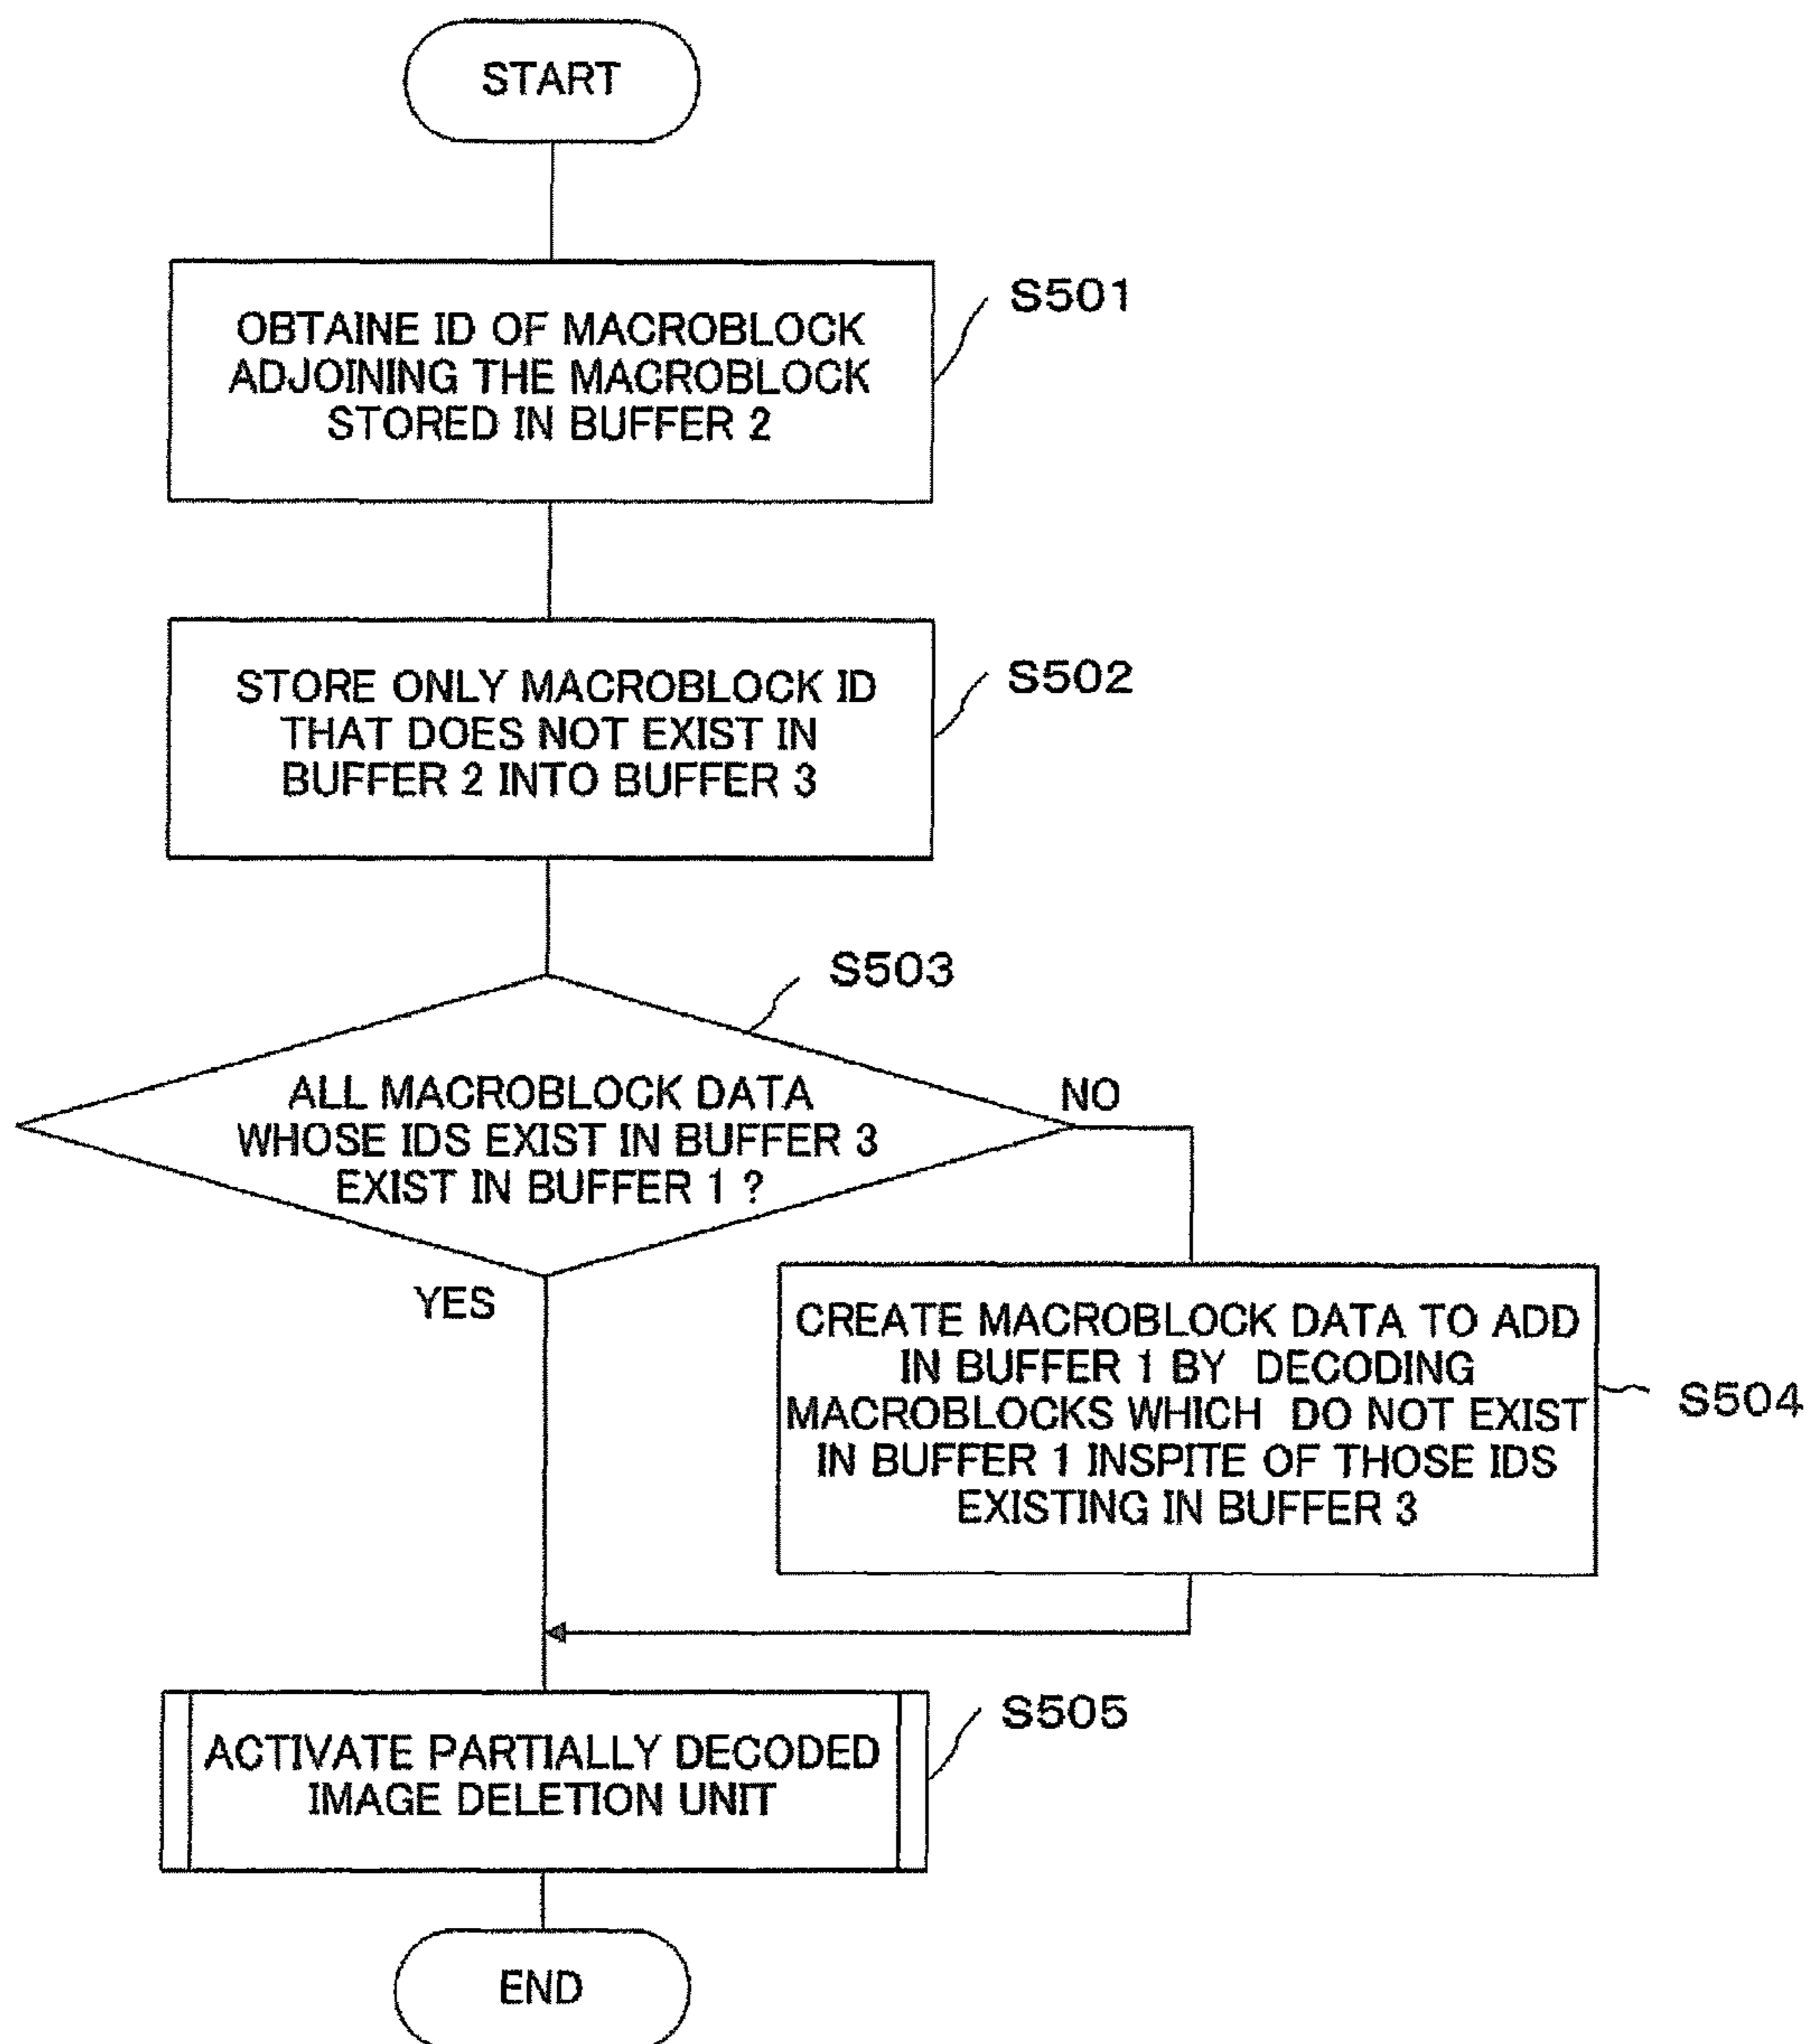 START
S501
OBTAINE ID OF MACROBLOCK
ADJOINING THE MACROBLOCK
STORED IN BUFFER 2
S502
STORE ONLY MACROBLOCK ID
THAT DOES NOT EXIST IN
BUFFER 2 INTO BUFFER 3
S503
ALL MACROBLOCK DATA
WHOSE IDS EXIST IN BUFFER 3
EXIST IN BUFFER 1 ?
NO
YES
CREATE MACROBLOCK DATA TO ADD
IN BUFFER 1 BY DECODING
MACROBLOCKS WHICH DO NOT EXIST
IN BUFFER 1 INSPITE OF THOSE IDS
EXISTING IN BUFFER 3
S504
S505
ACTIVATE PARTIALLY DECODED
IMAGE DELETION UNIT
END